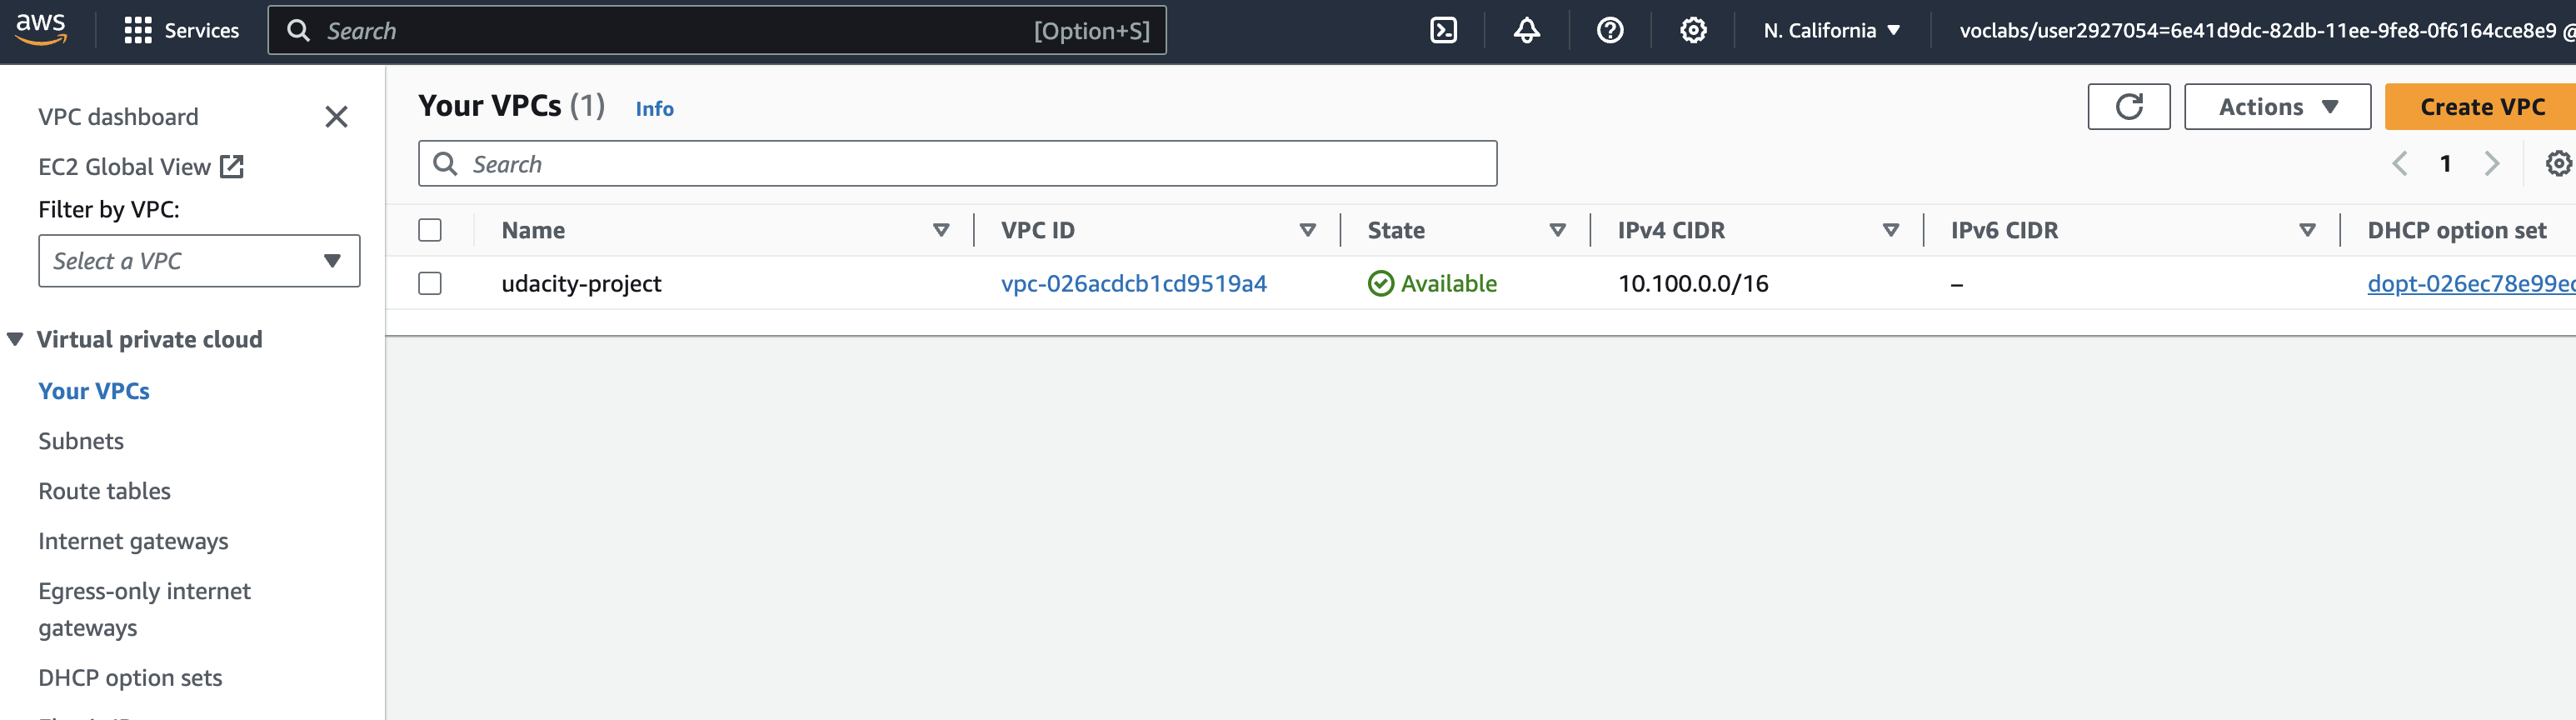 aws
Services
Search
[Option+S]
N. California
voclabs/user2927054=6e41d9dc-82db-11ee-9fe8-0f6164cce8e9 @
VPC dashboard
EC2 Global View
Filter by VPC:
Select a VPC
Virtual private cloud
Your VPCs
Subnets
Route tables
Internet gateways
Egress-only internet
gateways
DHCP option sets
Your VPCs (1) Info
Actions
Create VPC
Search
1
Name VPC ID State IPv4 CIDR IPv6 CIDR DHCP option set
udacity-project vpc-026acdcb1cd9519a4 Available 10.100.0.0/16 – dopt-026ec78e99ec